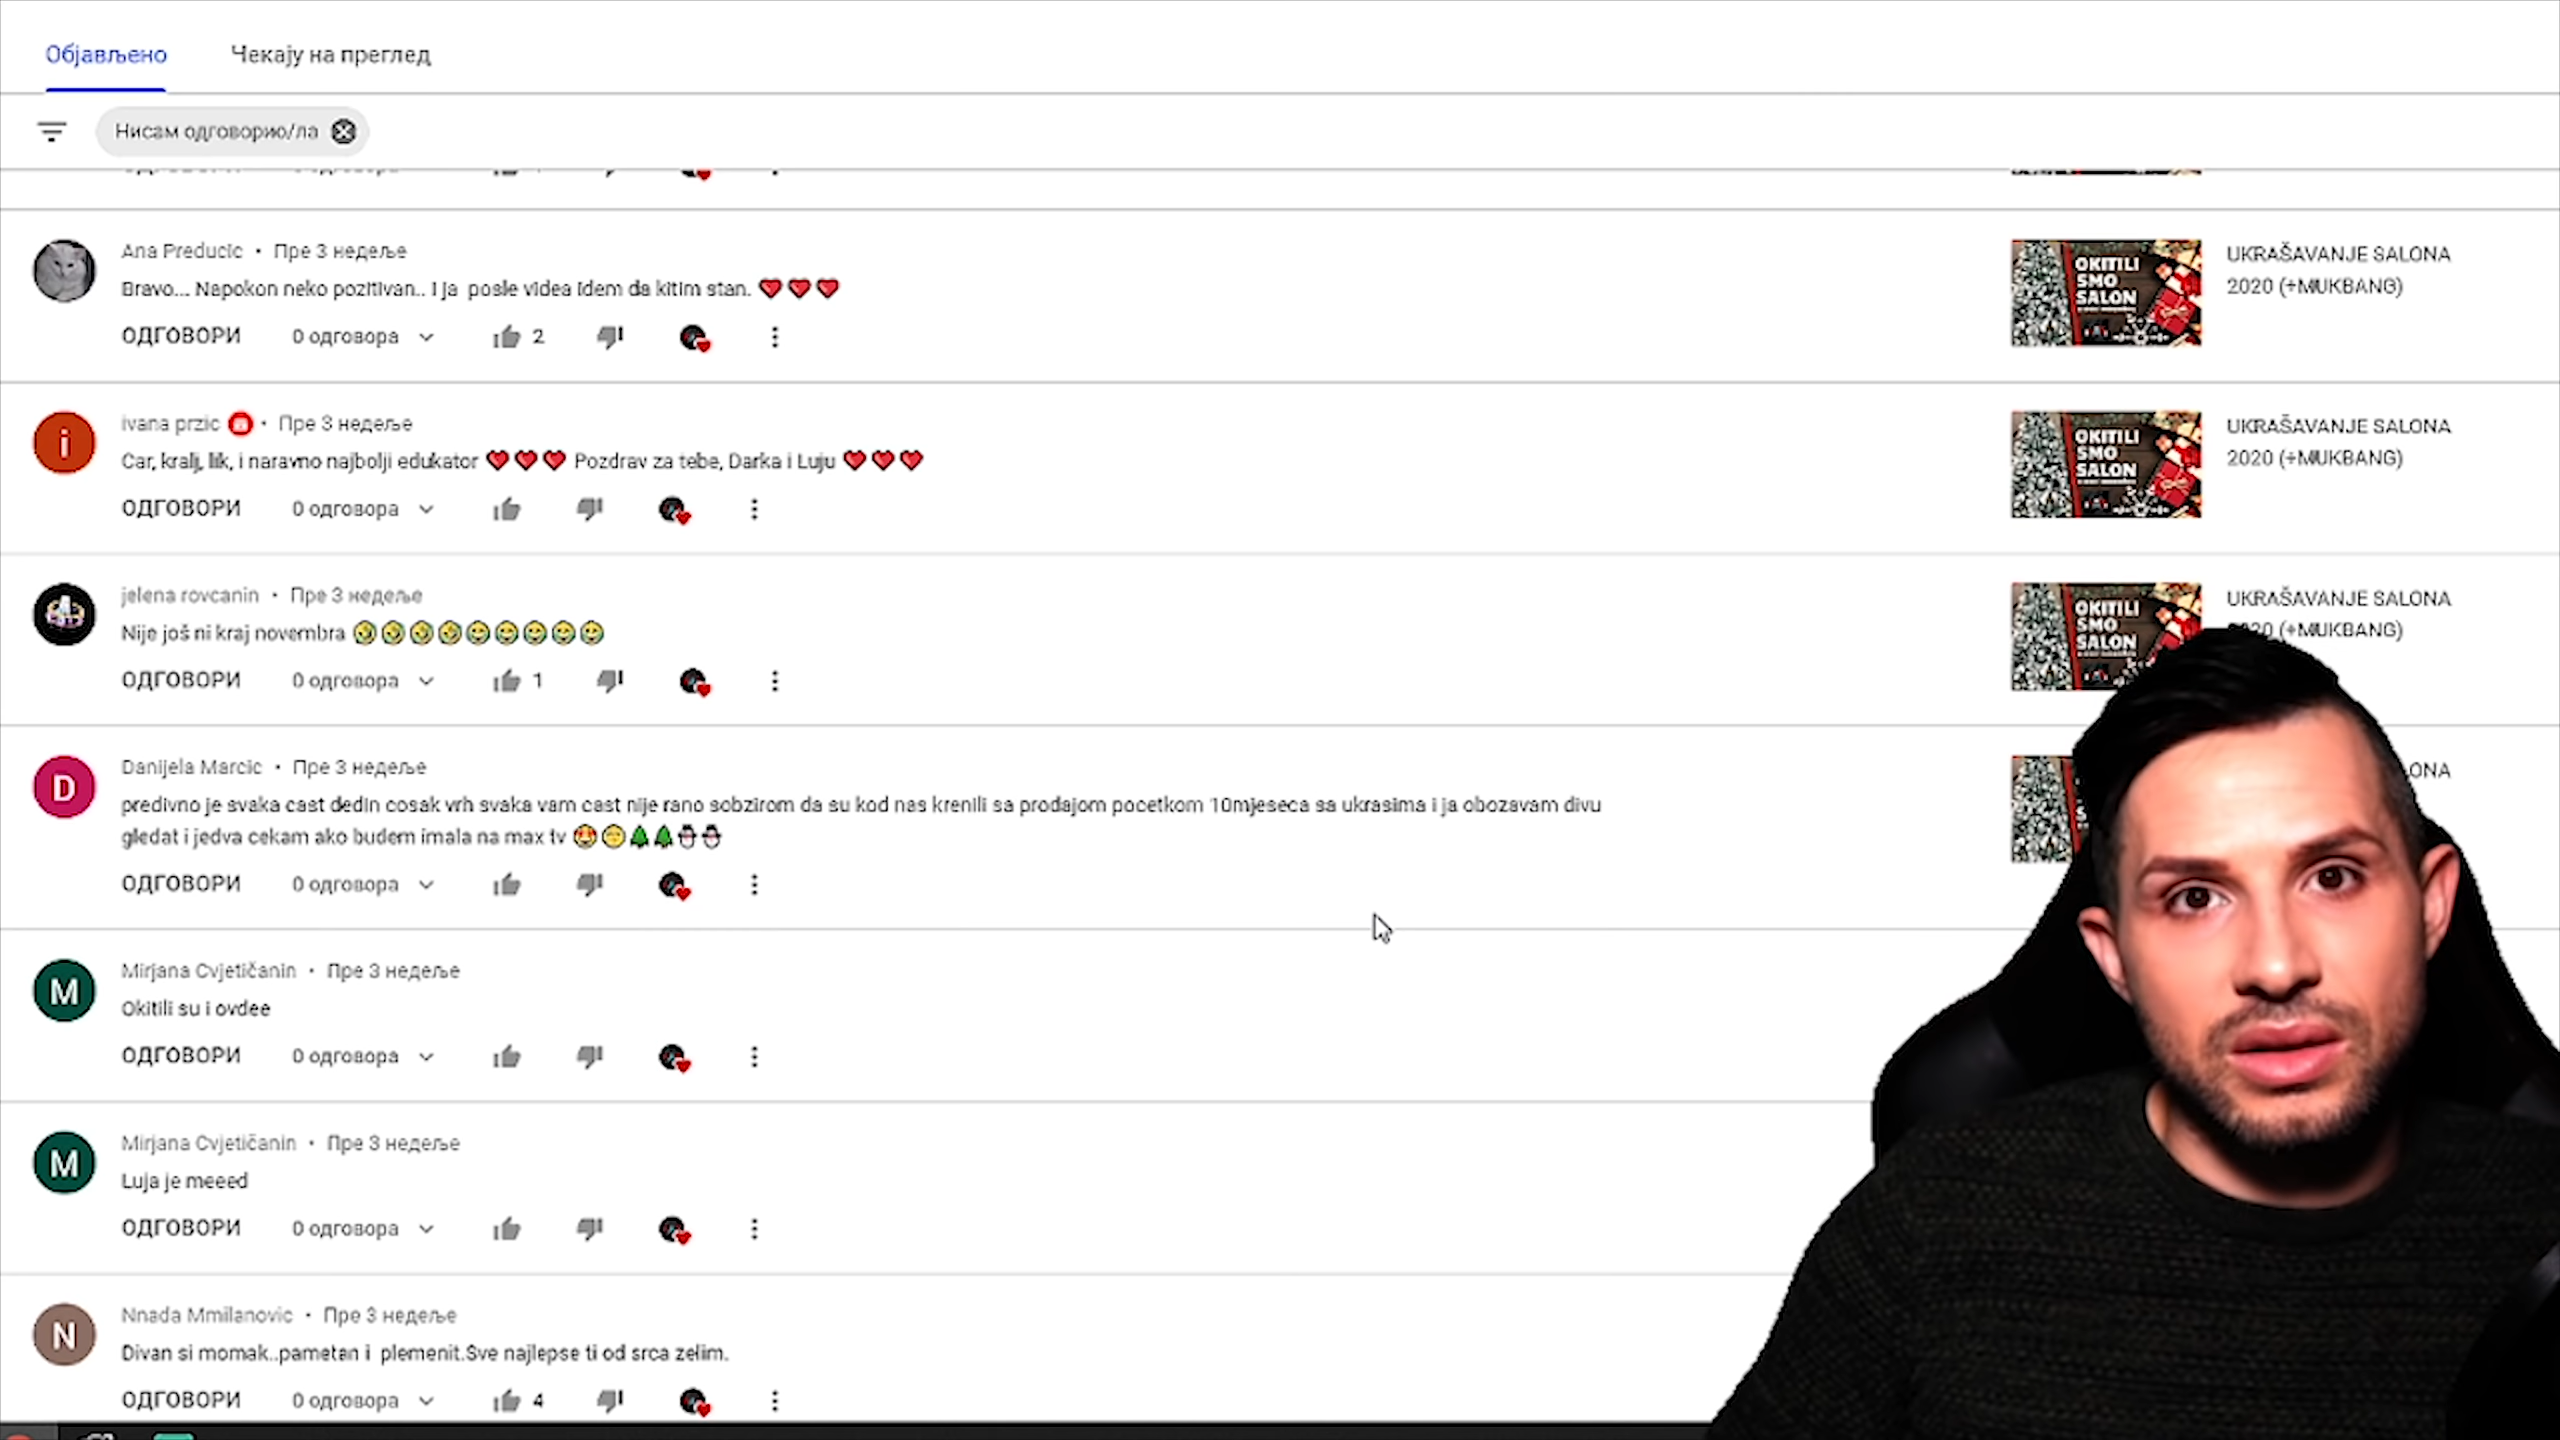 Објављено
Чекају на преглед
Нисам одговорио/ла
Ana Preducic • Пре 3 недеље
Bravo... Napokon neko pozitivan.. I ja posle videa idem da kitim stan. ❤❤❤
ОДГОВОРИ 0 одговора 2
OKITILI
SMO
SALON
UKRAŠAVANJE SALONA
2020 (+MUKBANG)
ivana przic • Пре 3 недеље
Car, kralj, lik, i naravno najbolji edukator ❤❤❤ Pozdrav za tebe, Darka i Luju ❤❤❤
ОДГОВОРИ 0 одговора
OKITILI
SMO
SALON
UKRAŠAVANJE SALONA
2020 (+MUKBANG)
jelena rovcanin • Пре 3 недеље
Nije još ni kraj novembra 🤣🤣🤣🤣😂😂😂😂😂
ОДГОВОРИ 0 одговора 1
OKITILI
SMO
SALON
UKRAŠAVANJE SALONA
20 (+MUKBANG)
Danijela Marcic • Пре 3 недеље
predivno je svaka cast dedin cosak vrh svaka vam cast nije rano sobzirom da su kod nas krenili sa prodajom pocetkom 10mjeseca sa ukrasima i ja obozavam divu
gledat i jedva cekam ako budem imala na max tv
ОДГОВОРИ 0 одговора
ONA
Mirjana Cvjetičanin • Пре 3 недеље
Okitili su i ovdee
ОДГОВОРИ 0 одговора
Mirjana Cvjetičanin • Пре 3 недеље
Luja je meeed
ОДГОВОРИ 0 одговора
Nnada Mmilanovic • Пре 3 недеље
Divan si momak..pametan i plemenit.Sve najlepse ti od srca zelim.
ОДГОВОРИ 0 одговора 4